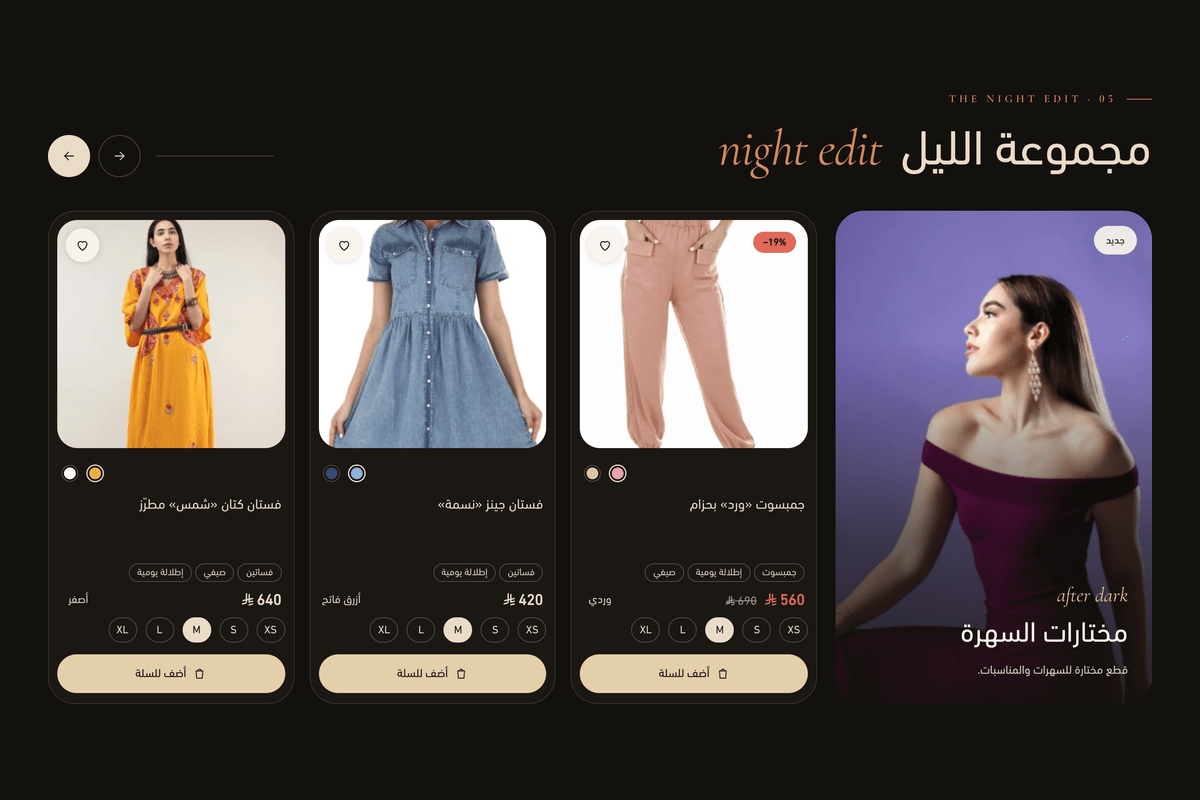 THE NIGHT EDIT · 05
مجموعة الليل night edit
جديد
after dark
مختارات السهرة
قطع مختارة للسهرات والمناسبات.
−19%
جمبسوت «ورد» بحزام
جمبسوت إطلالة يومية صيفي
560 690 وردي
XS S M L XL
أضف للسلة
فستان جينز «نسمة»
فساتين إطلالة يومية
420 أزرق فاتح
XS S M L XL
أضف للسلة
فستان كتان «شمس» مطرّز
فساتين صيفي إطلالة يومية
640 أصفر
XS S M L XL
أضف للسلة